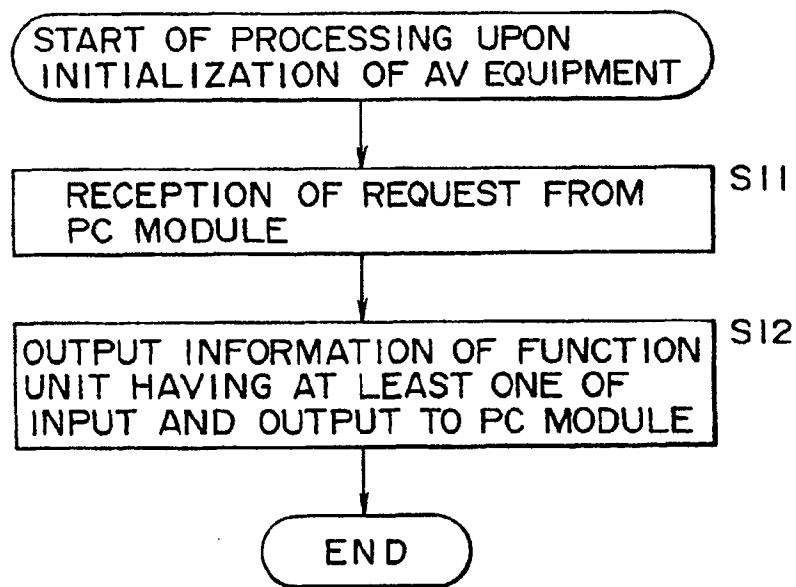 START OF PROCESSING UPON
INITIALIZATION OF AV EQUIPMENT
S11
RECEPTION OF REQUEST FROM
PC MODULE
S12
OUTPUT INFORMATION OF FUNCTION
UNIT HAVING AT LEAST ONE OF
INPUT AND OUTPUT TO PC MODULE
END